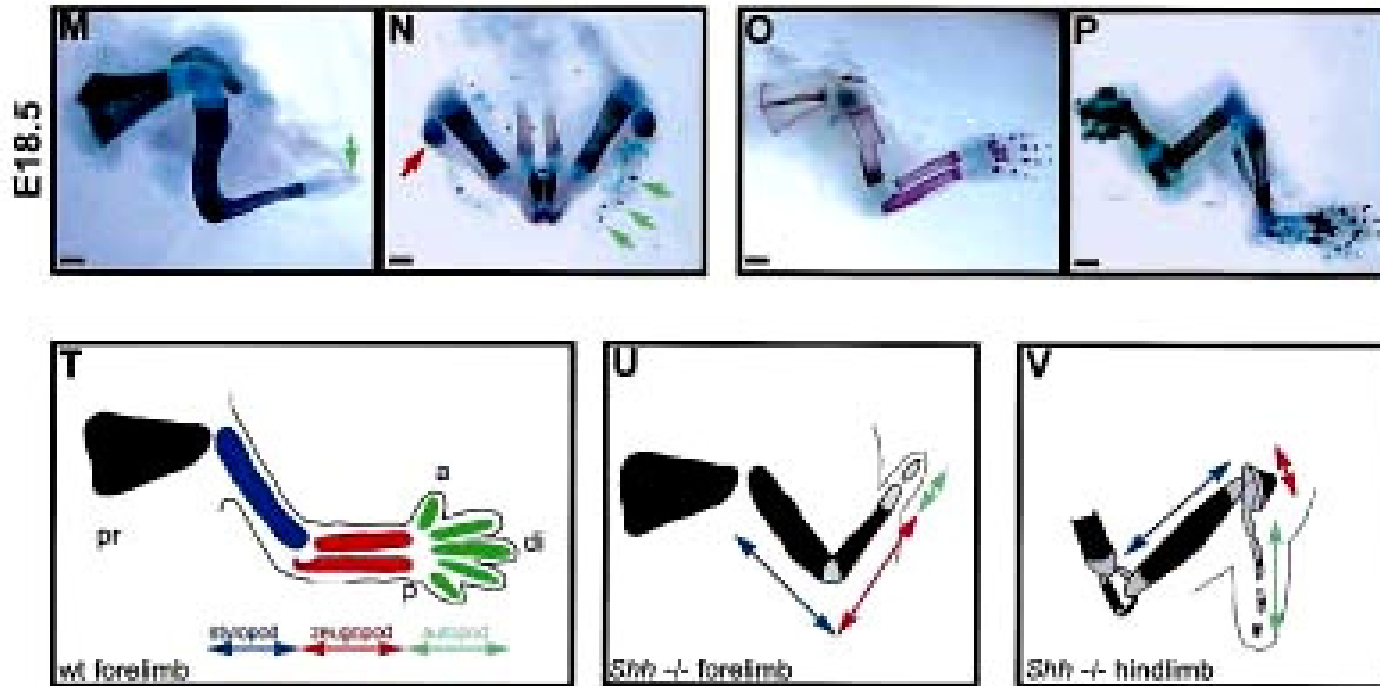 M
N
O
P
E18.5
T
U
V
a
pr
di
p
stylopod
zeugopod
autopod
wt forelimb
Shh -/- forelimb
Shh -/- hindlimb